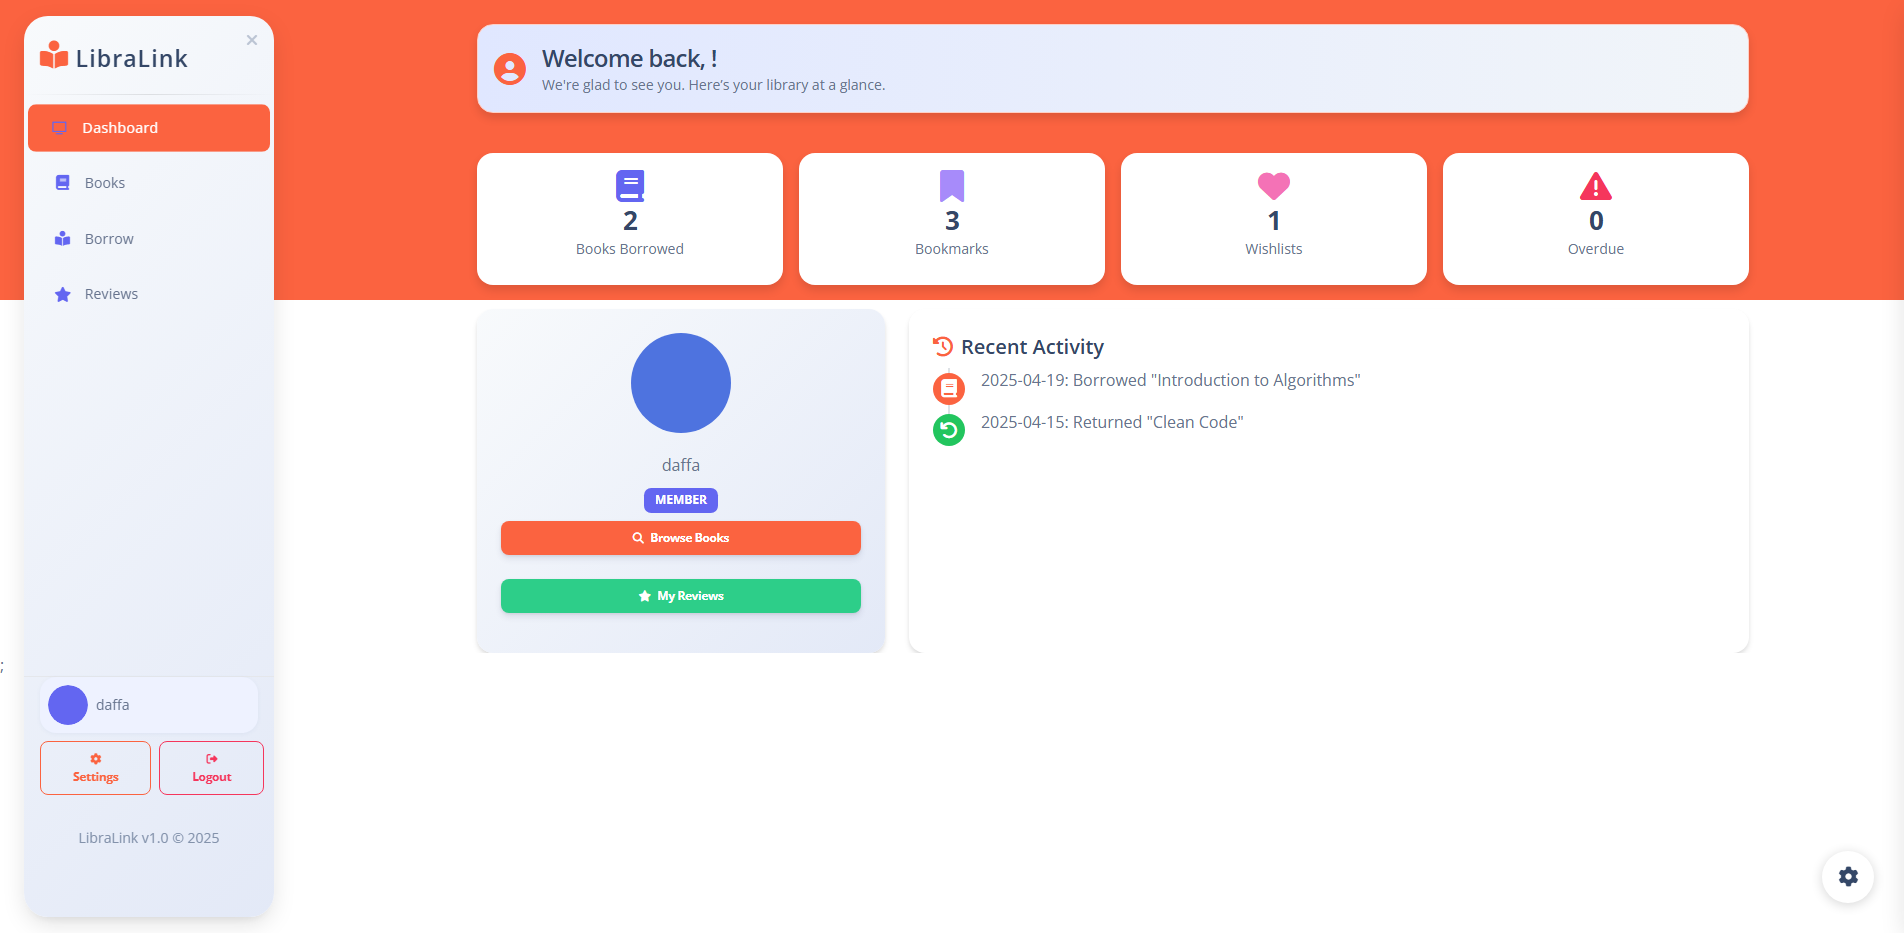 LibraLink
×
Dashboard
Books
Borrow
Reviews
;
daffa
Settings
Logout
LibraLink v1.0 © 2025
Welcome back, !
We're glad to see you. Here's your library at a glance.
2
Books Borrowed
3
Bookmarks
1
Wishlists
0
Overdue
daffa
MEMBER
Browse Books
My Reviews
Recent Activity
2025-04-19: Borrowed "Introduction to Algorithms"
2025-04-15: Returned "Clean Code"